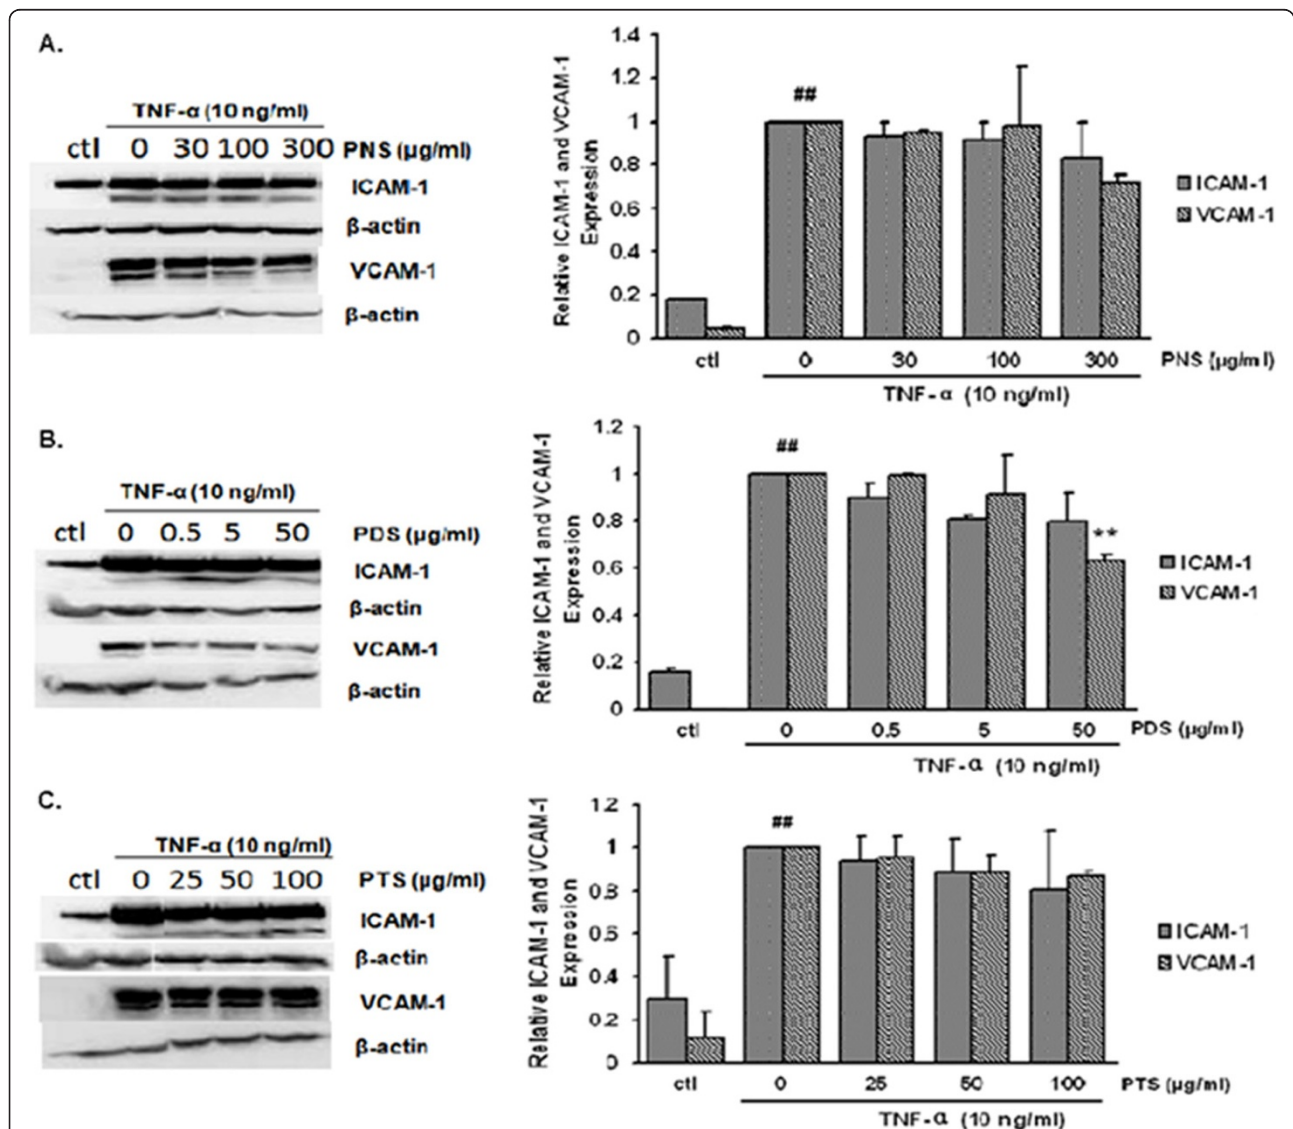 A.
TNF-α (10 ng/ml)
ctl 0 30 100 300 PNS (µg/ml)
ICAM-1
β-actin
VCAM-1
β-actin
Relative ICAM-1 and VCAM-1
Expression
1.4
1.2
1
0.8
0.6
0.4
0.2
0
##
ICAM-1
VCAM-1
ctl 0 30 100 300 PNS (µg/ml)
TNF-α (10 ng/ml)
B.
TNF-α (10 ng/ml)
ctl 0 0.5 5 50 PDS (µg/ml)
ICAM-1
β-actin
VCAM-1
β-actin
Relative ICAM-1 and VCAM-1
Expression
1.2
1
0.8
0.6
0.4
0.2
0
##
**
ICAM-1
VCAM-1
ctl 0 0.5 5 50 PDS (µg/ml)
TNF-α (10 ng/ml)
C.
TNF-α (10 ng/ml)
ctl 0 25 50 100 PTS (µg/ml)
ICAM-1
β-actin
VCAM-1
β-actin
Relative ICAM-1 and VCAM-1
Expression
1.2
1
0.8
0.6
0.4
0.2
0
##
ICAM-1
VCAM-1
ctl 0 25 50 100 PTS (µg/ml)
TNF-α (10 ng/ml)